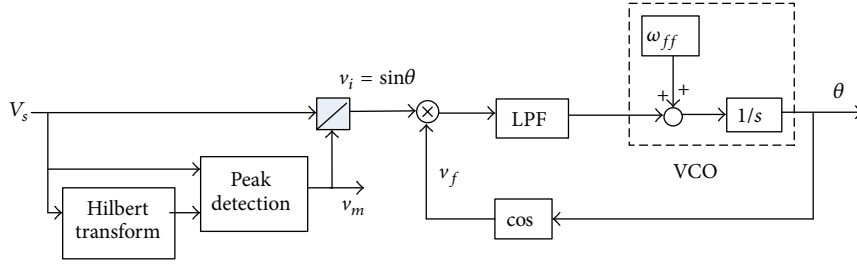 ω_ff
V_s
v_i = sinθ
+
+
θ
×
LPF
1/s
VCO
Peak
detection
v_m
v_f
Hilbert
transform
cos